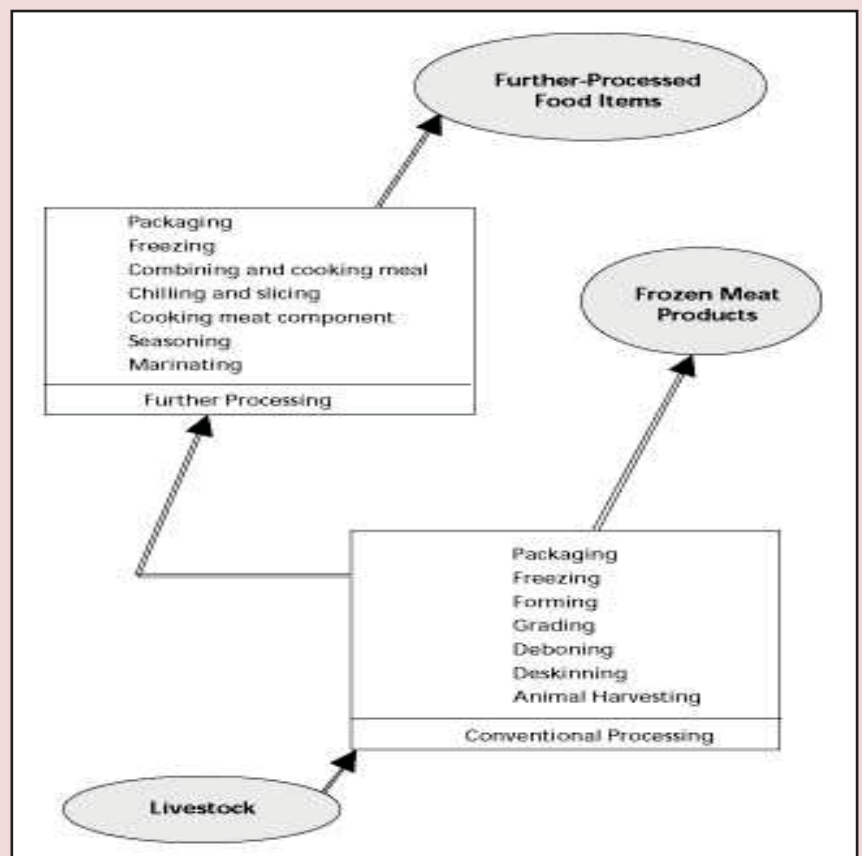 Further-Processed
Food Items
Packaging
Freezing
Combining and cooking meal
Chilling and slicing
Cooking meat component
Seasoning
Marinating
Further Processing
Frozen Meat
Products
Packaging
Freezing
Forming
Grading
Deboning
Deskinning
Animal Harvesting
Conventional Processing
Livestock